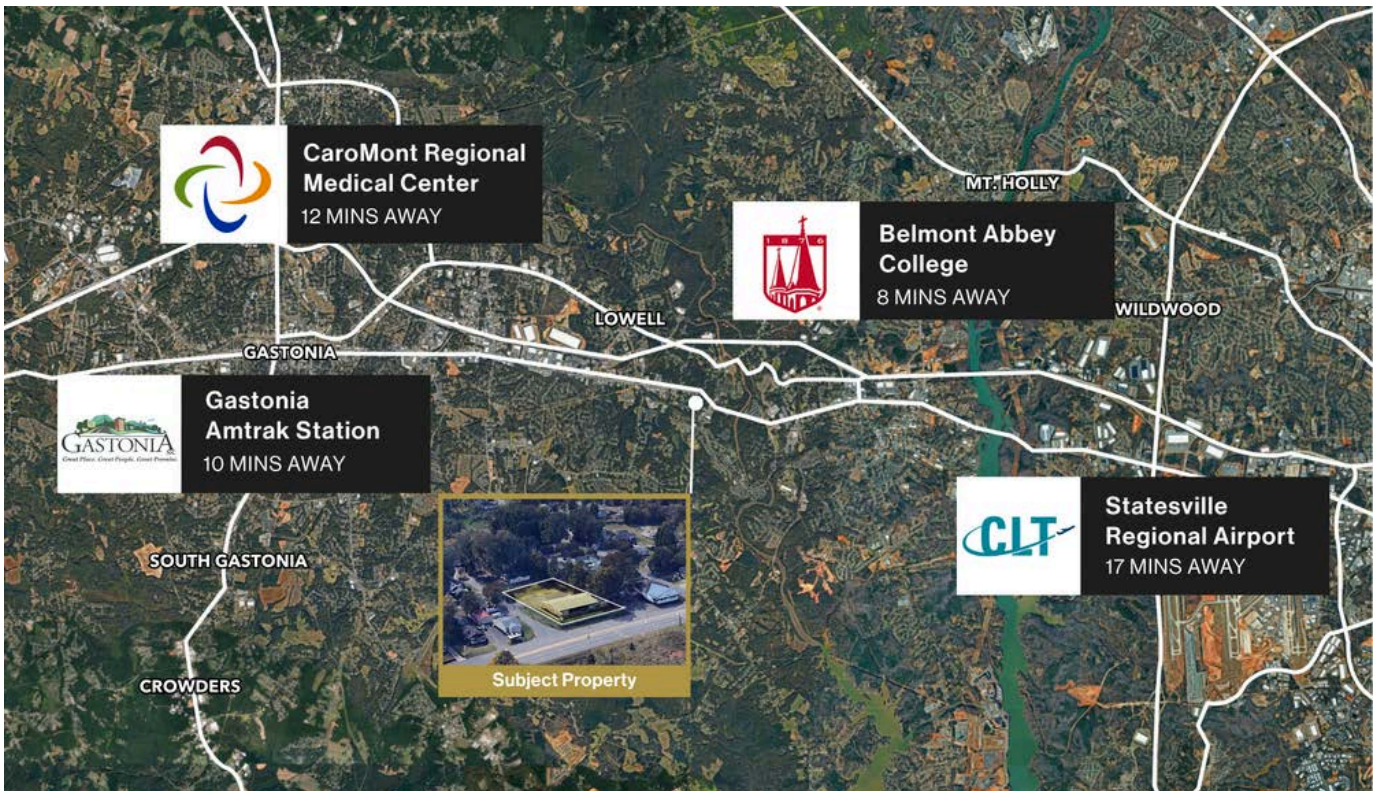 CaroMont Regional
Medical Center
12 MINS AWAY
MT. HOLLY
1876
Belmont Abbey
College
8 MINS AWAY
WILDWOOD
LOWELL
GASTONIA
GASTONIA
Great Place. Great People. Great Promise.
Gastonia
Amtrak Station
10 MINS AWAY
CLT
Statesville
Regional Airport
17 MINS AWAY
SOUTH GASTONIA
CROWDERS
Subject Property